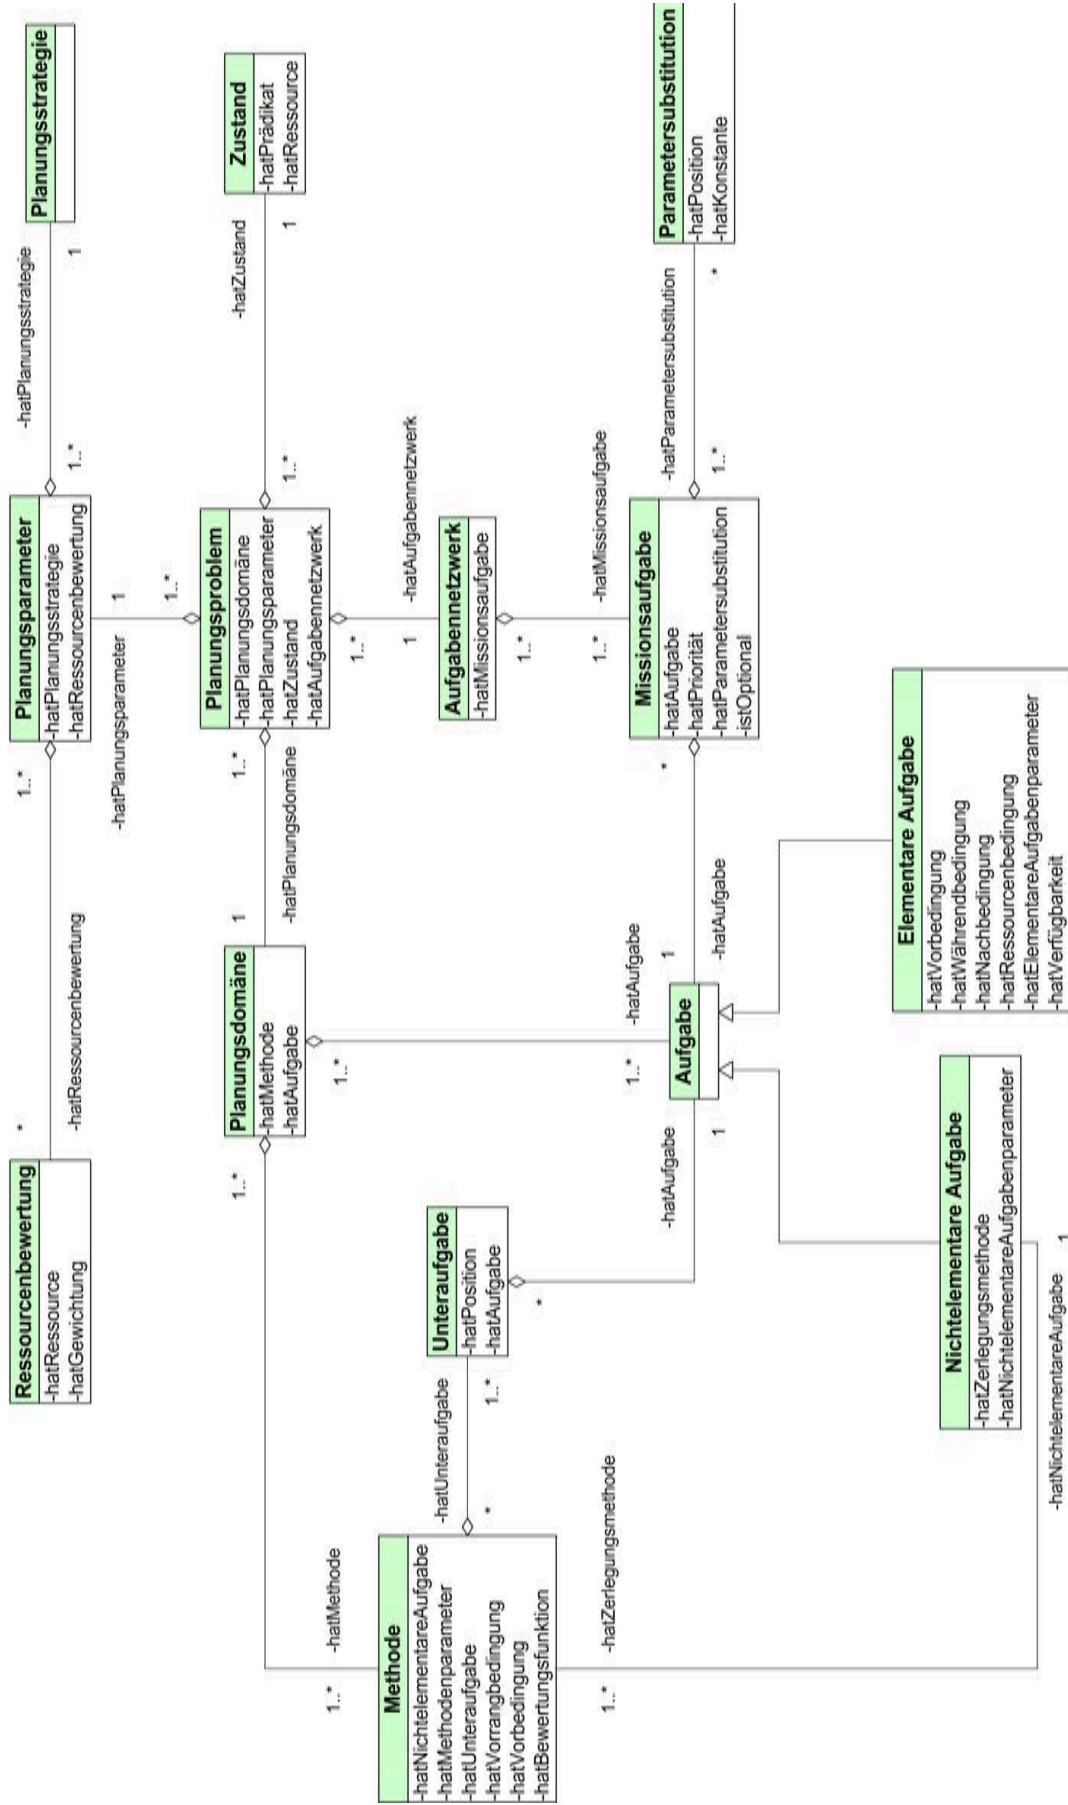 Ressourcenbewertung
-hatRessource
-hatGewichtung
*
-hatRessourcenbewertung
1..*
Planungsparameter
-hatPlanungsstrategie
-hatRessourcenbewertung
1..*
-hatPlanungsstrategie
1
Planungsstrategie
-hatPlanungsparameter
1
1..*
Planungsdomäne
-hatMethode
-hatAufgabe
1
-hatPlanungsdomäne
1..*
Planungsproblem
-hatPlanungsdomäne
-hatPlanungsparameter
-hatZustand
-hatAufgabennetzwerk
1..*
-hatZustand
1
Zustand
-hatPrädikat
-hatRessource
1..*
-hatMethode
1..*
1..*
1..*
1
-hatAufgabennetzwerk
Methode
-hatNichtelementareAufgabe
-hatMethodenparameter
-hatUnteraufgabe
-hatVorrangbedingung
-hatVorbedingung
-hatBewertungsfunktion
-hatUnteraufgabe
*
1..*
Unteraufgabe
-hatPosition
-hatAufgabe
*
Aufgabennetzwerk
-hatMissionsaufgabe
1..*
-hatMissionsaufgabe
1..*
-hatZerlegungsmethode
1..*
-hatAufgabe
1
-hatAufgabe
1..*
Aufgabe
1
-hatAufgabe
*
Missionsaufgabe
-hatAufgabe
-hatPriorität
-hatParametersubstitution
-istOptional
-hatParametersubstitution
1..*
*
Parametersubstitution
-hatPosition
-hatKonstante
Nichtelementare Aufgabe
-hatZerlegungsmethode
-hatNichtelementareAufgabenparameter
Elementare Aufgabe
-hatVorbedingung
-hatWährendbedingung
-hatNachbedingung
-hatRessourcenbedingung
-hatElementareAufgabenparameter
-hatVerfügbarkeit
-hatNichtelementareAufgabe
1